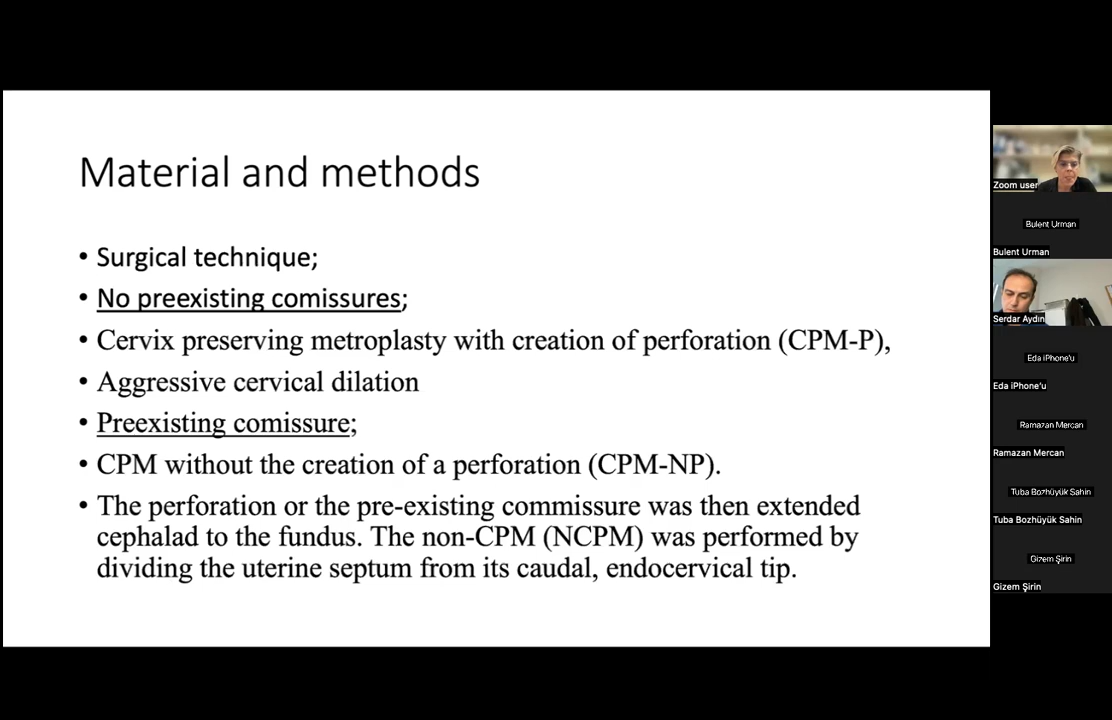 Material and methods
• Surgical technique;
• No preexisting comissures;
• Cervix preserving metroplasty with creation of perforation (CPM-P),
• Aggressive cervical dilation
• Preexisting comissure;
• CPM without the creation of a perforation (CPM-NP).
• The perforation or the pre-existing commissure was then extended
cephalad to the fundus. The non-CPM (NCPM) was performed by
dividing the uterine septum from its caudal, endocervical tip.
Zoom user
Bulent Urman
Bulent Urman
Serdar Aydın
Eda iPhone'u
Eda iPhone'u
Ramazan Mercan
Ramazan Mercan
Tuba Bozhüyük Sahin
Tuba Bozhüyük Sahin
Gizem Şirin
Gizem Şirin